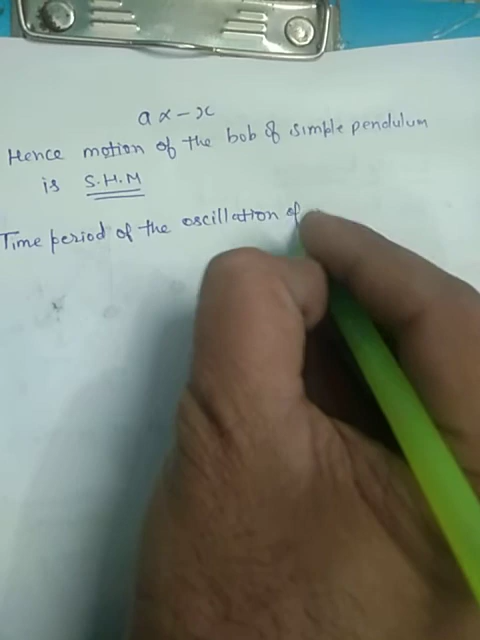 a ∝ - x
Hence motion of the bob of simple pendulum
is S.H.M
Time period of the oscillation of